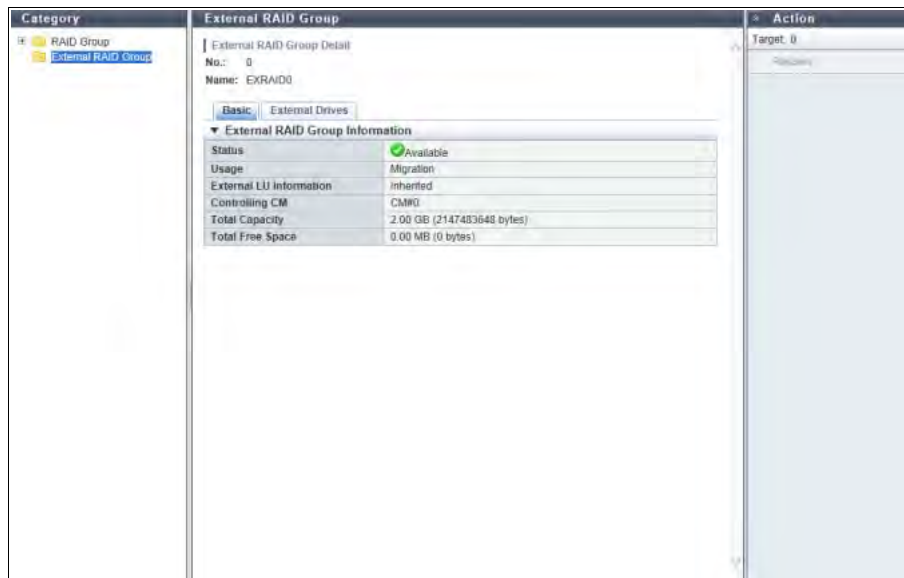 Category
RAID Group
External RAID Group
External RAID Group
External RAID Group Detail
No.: 0
Name: EXRAID0
Basic External Drives
▼ External RAID Group Information
Status Available
Usage Migration
External LU Information Inherited
Controlling CM CM#0
Total Capacity 2.00 GB (2147483648 bytes)
Total Free Space 0.00 MB (0 bytes)
» Action
Target: 0
Recovery